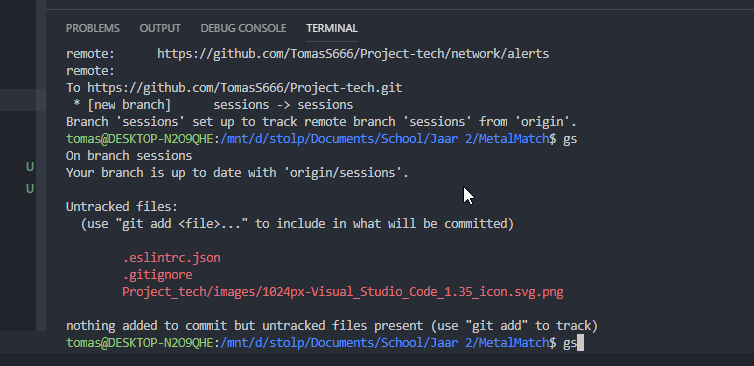 PROBLEMS OUTPUT DEBUG CONSOLE TERMINAL
remote:      https://github.com/TomasS666/Project-tech/network/alerts
remote:
To https://github.com/TomasS666/Project-tech.git
 * [new branch]      sessions -> sessions
Branch 'sessions' set up to track remote branch 'sessions' from 'origin'.
tomas@DESKTOP-N2O9QHE:/mnt/d/stolp/Documents/School/Jaar 2/MetalMatch$ gs
On branch sessions
Your branch is up to date with 'origin/sessions'.
U
U
Untracked files:
  (use "git add <file>..." to include in what will be committed)
        .eslintrc.json
        .gitignore
        Project_tech/images/1024px-Visual_Studio_Code_1.35_icon.svg.png
nothing added to commit but untracked files present (use "git add" to track)
tomas@DESKTOP-N2O9QHE:/mnt/d/stolp/Documents/School/Jaar 2/MetalMatch$ gs